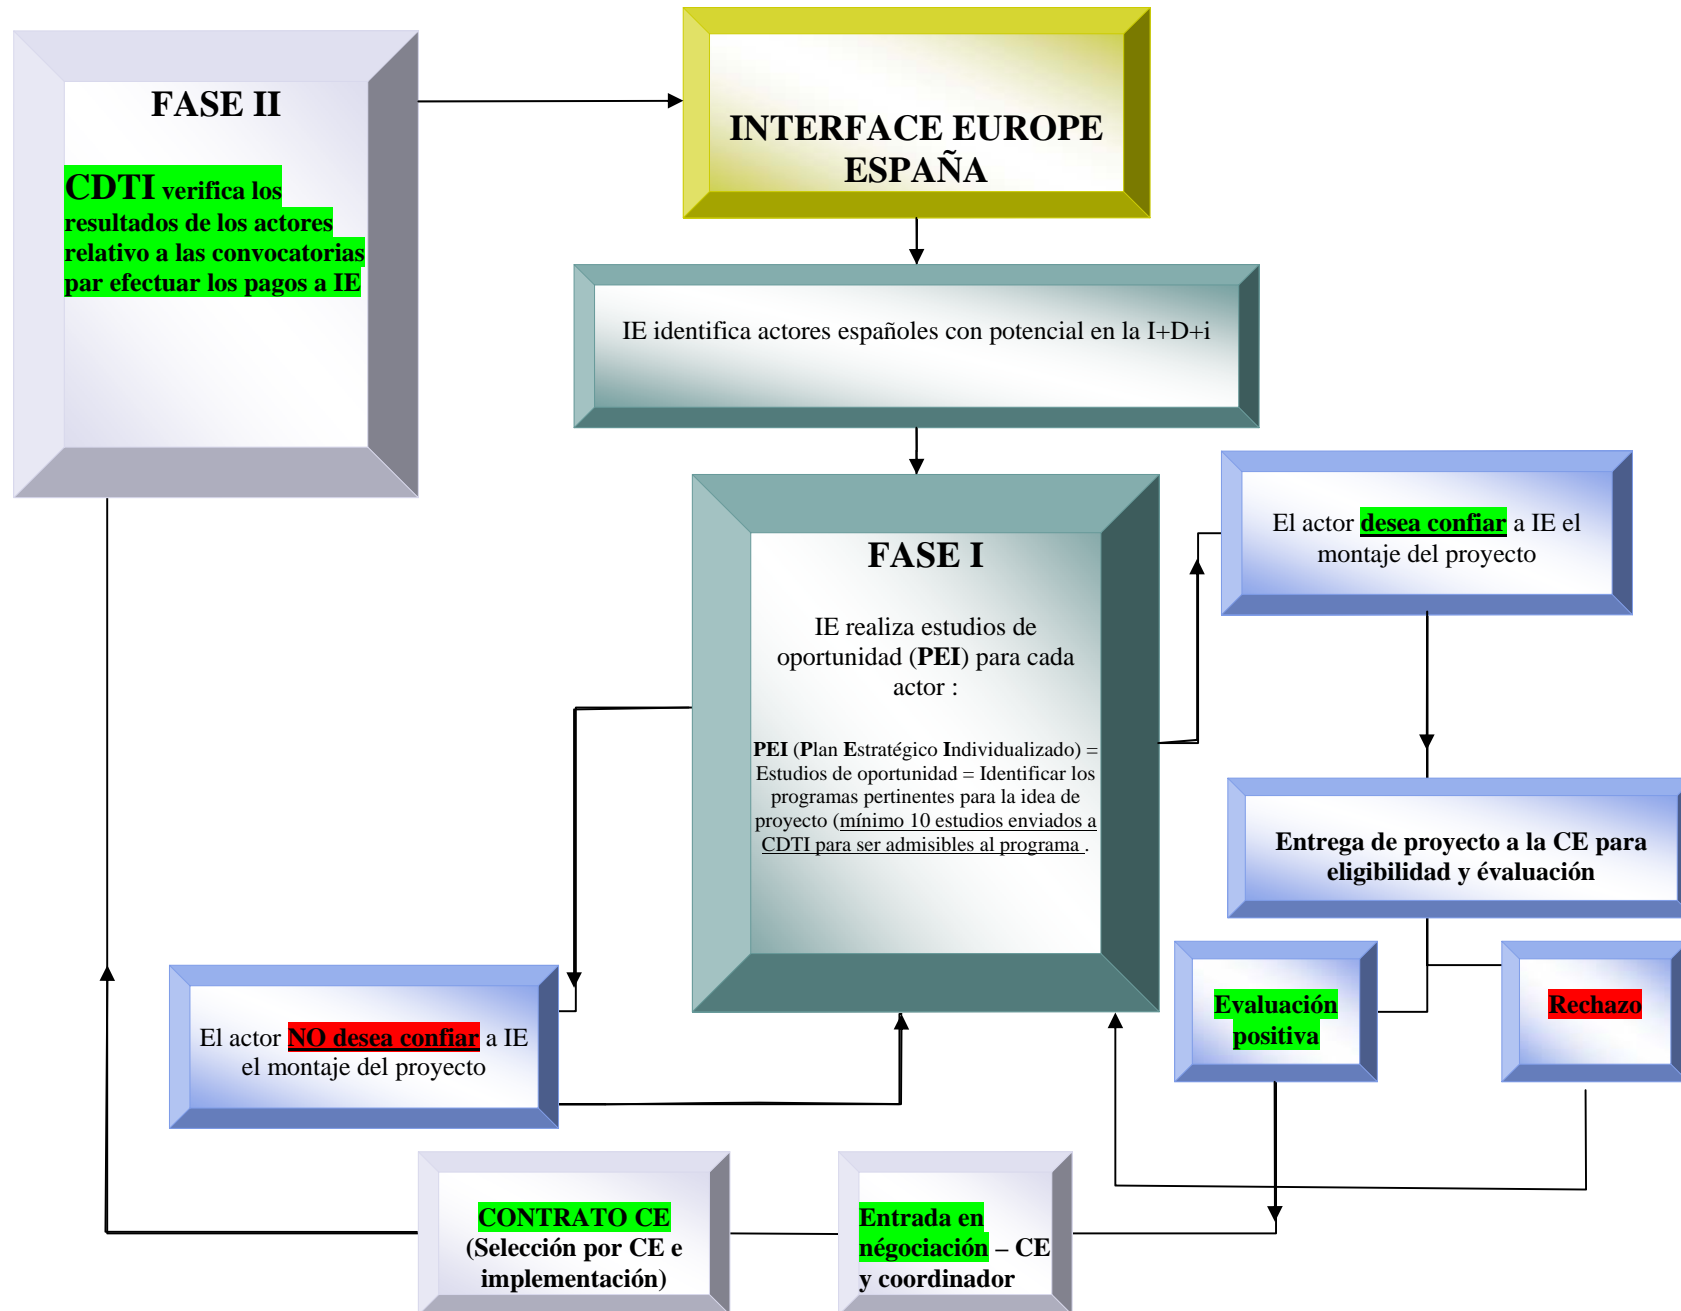 FASE II
CDTI verifica los
resultados de los actores
relativo a las convocatorias
par efectuar los pagos a IE
INTERFACE EUROPE
ESPAÑA
IE identifica actores españoles con potencial en la I+D+i
FASE I
IE realiza estudios de
oportunidad (PEI) para cada
actor :
PEI (Plan Estratégico Individualizado) =
Estudios de oportunidad = Identificar los
programas pertinentes para la idea de
proyecto (mínimo 10 estudios enviados a
CDTI para ser admisibles al programa .
El actor desea confiar a IE el
montaje del proyecto
Entrega de proyecto a la CE para
eligibilidad y évaluación
Evaluación
positiva
Rechazo
El actor NO desea confiar a IE
el montaje del proyecto
CONTRATO CE
(Selección por CE e
implementación)
Entrada en
négociación – CE
y coordinador